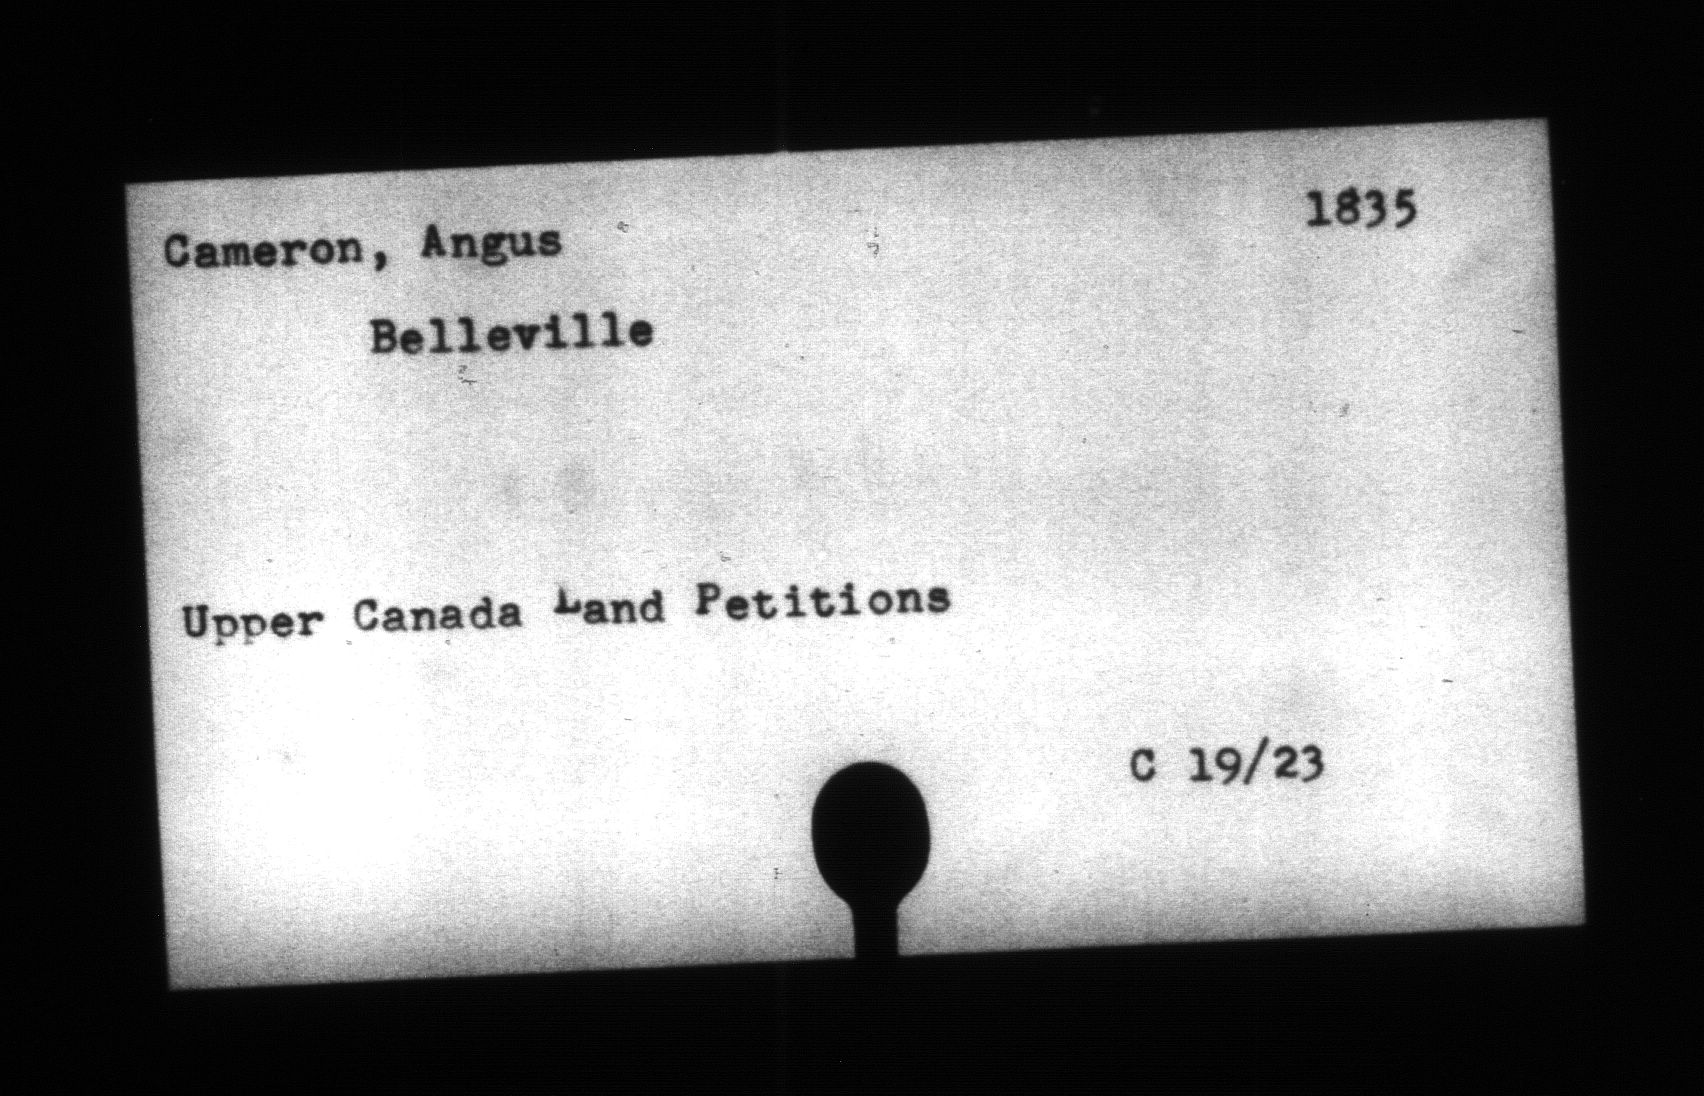 1835
Cameron, Angus
Belleville
Upper Canada Land Petitions
C 19/23